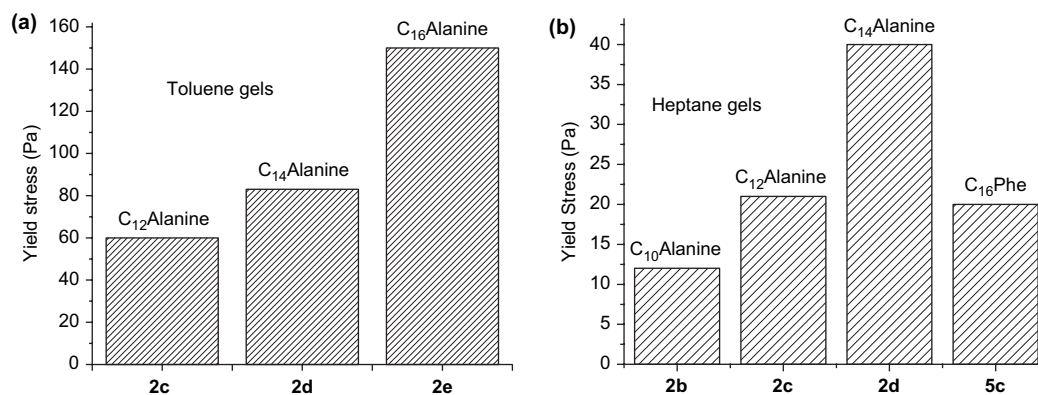 (a)
160
140
120
100
80
60
40
20
0
Yield stress (Pa)
Toluene gels
C₁₂Alanine
C₁₄Alanine
C₁₆Alanine
2c 2d 2e
(b)
40
35
30
25
20
15
10
5
0
Yield Stress (Pa)
Heptane gels
C₁₀Alanine
C₁₂Alanine
C₁₄Alanine
C₁₆Phe
2b 2c 2d 5c